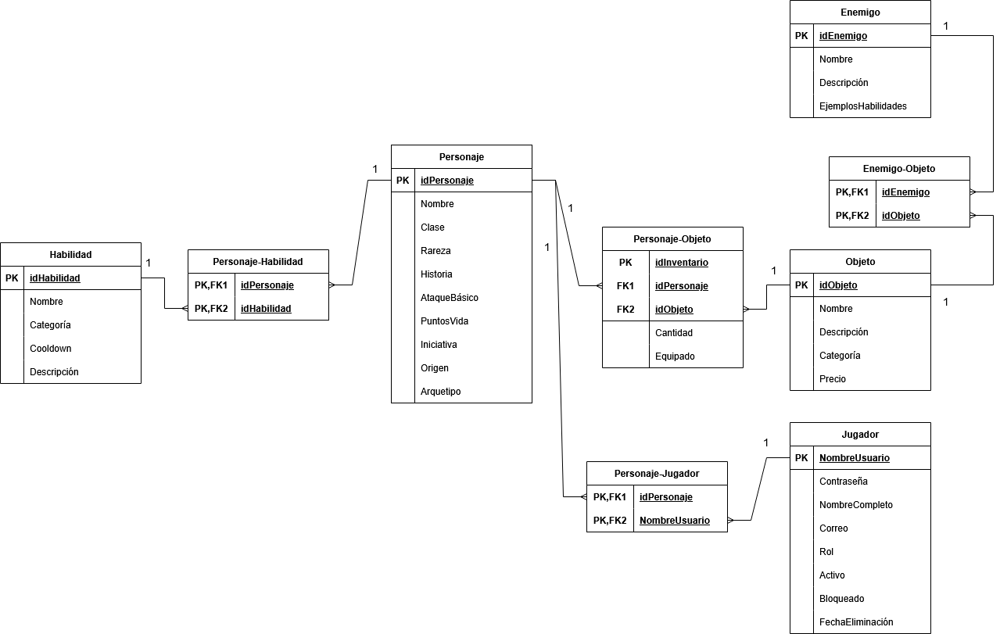 Enemigo
PK idEnemigo
Nombre
Descripción
EjemplosHabilidades
1
Enemigo-Objeto
PK,FK1 idEnemigo
PK,FK2 idObjeto
Personaje
PK idPersonaje
Nombre
Clase
Rareza
Historia
AtaqueBásico
PuntosVida
Iniciativa
Origen
Arquetipo
1
1
1
Habilidad
PK idHabilidad
Nombre
Categoría
Cooldown
Descripción
1
Personaje-Habilidad
PK,FK1 idPersonaje
PK,FK2 idHabilidad
Personaje-Objeto
PK idInventario
FK1 idPersonaje
FK2 idObjeto
Cantidad
Equipado
1
Objeto
PK idObjeto
Nombre
Descripción
Categoría
Precio
1
Personaje-Jugador
PK,FK1 idPersonaje
PK,FK2 NombreUsuario
1
Jugador
PK NombreUsuario
Contraseña
NombreCompleto
Correo
Rol
Activo
Bloqueado
FechaEliminación